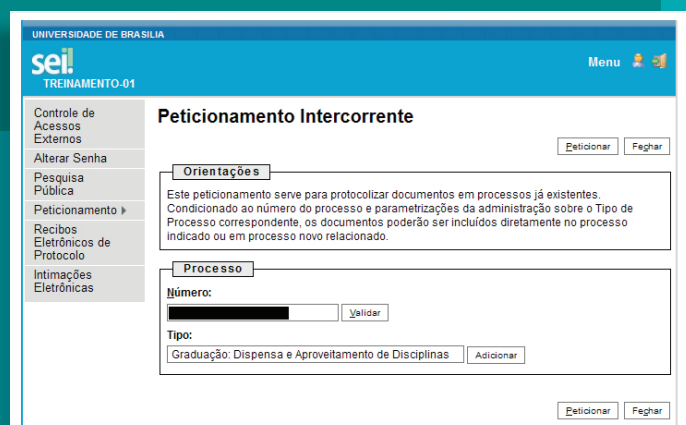 UNIVERSIDADE DE BRASILIA
sei!
TREINAMENTO-01
Menu
Controle de
Acessos
Externos
Alterar Senha
Pesquisa
Pública
Peticionamento
Recibos
Eletrônicos de
Protocolo
Intimações
Eletrônicas
Peticionamento Intercorrente
Peticionar Fechar
Orientações
Este peticionamento serve para protocolizar documentos em processos já existentes.
Condicionado ao número do processo e parametrizações da administração sobre o Tipo de
Processo correspondente, os documentos poderão ser incluídos diretamente no processo
indicado ou em processo novo relacionado.
Processo
Número:
Validar
Tipo:
Graduação: Dispensa e Aproveitamento de Disciplinas Adicionar
Peticionar Fechar